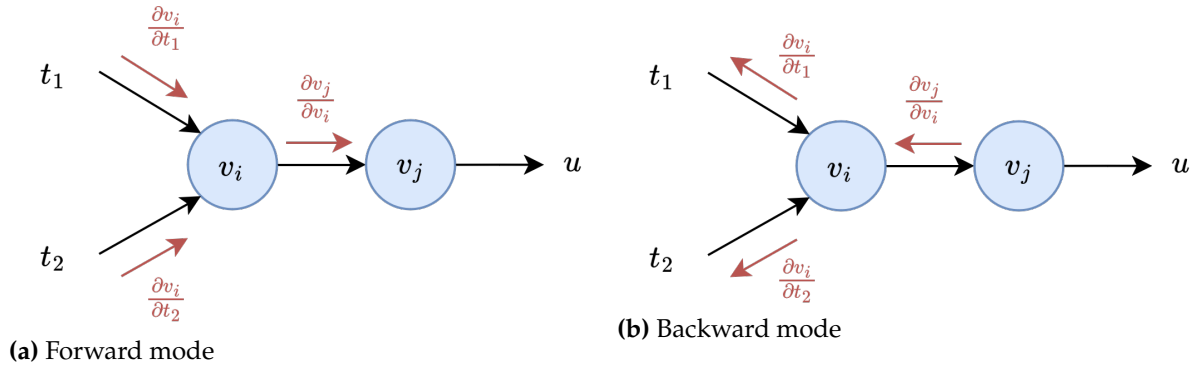 ∂v_i/∂t_1
t_1
∂v_j/∂v_i
v_i
v_j
u
t_2
∂v_i/∂t_2
(a) Forward mode
∂v_i/∂t_1
t_1
∂v_j/∂v_i
v_i
v_j
u
t_2
∂v_i/∂t_2
(b) Backward mode